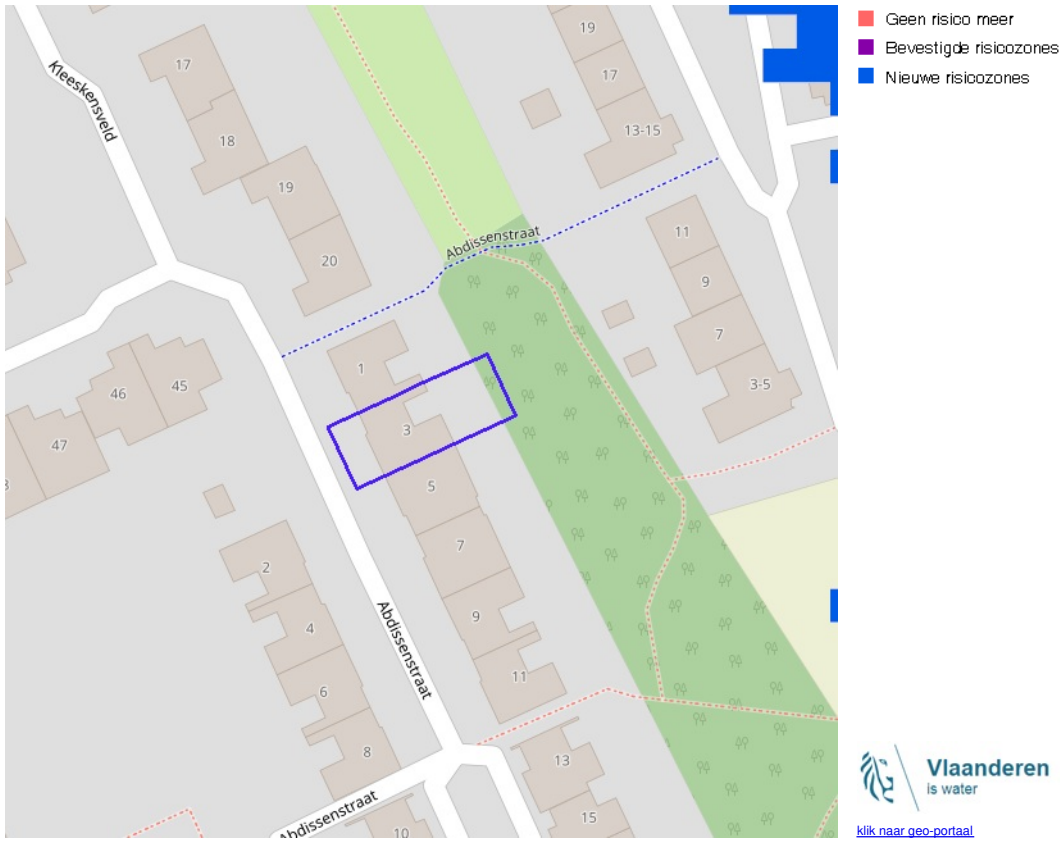 Geen risico meer
Bevestigde risicozones
Nieuwe risicozones
Kleeskensveld
17
18
19
20
19
17
13-15
Abdissenstraat
11
9
7
3-5
1
3
5
7
9
11
46
45
47
2
4
6
8
Abdissenstraat
Abdissenstraat
10
13
15
Vlaanderen
is water
klik naar geo-portaal